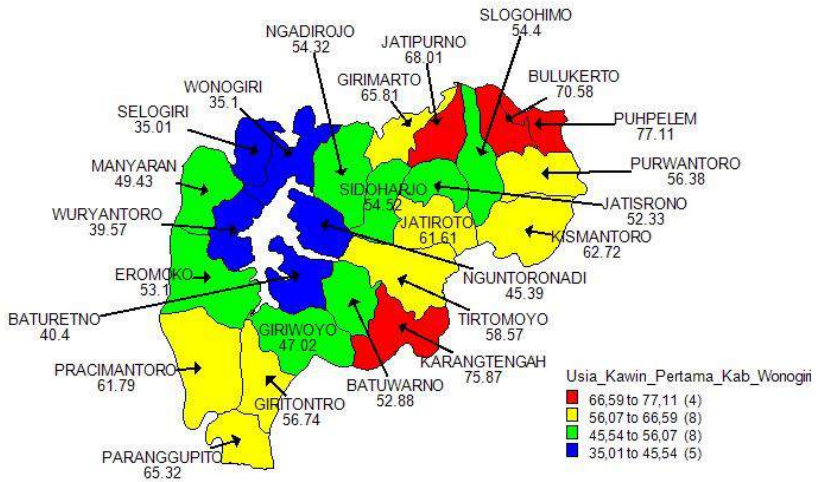 SLOGOHIMO
54.4
NGADIROJO
54.32
JATIPURNO
68.01
GIRIMARTO
65.81
BULUKERTO
70.58
WONOGIRI
35.1
SELOGIRI
35.01
PUHPELEM
77.11
MANYARAN
49.43
PURWANTORO
56.38
SIDOHARJO
54.52
JATISRONO
52.33
WURYANTORO
39.57
JATIROTO
61.61
KISMANTORO
62.72
EROMOKO
53.1
NGUNTORONADI
45.39
BATURETNO
40.4
TIRTOMOYO
58.57
GIRIWOYO
47.02
KARANGTENGAH
75.87
PRACIMANTORO
61.79
BATUWARNO
52.88
GIRITONTRO
56.74
PARANGGUPITO
65.32
Usia_Kawin_Pertama_Kab_Wonogiri
66,59 to 77,11 (4)
56,07 to 66,59 (8)
45,54 to 56,07 (8)
35,01 to 45,54 (5)